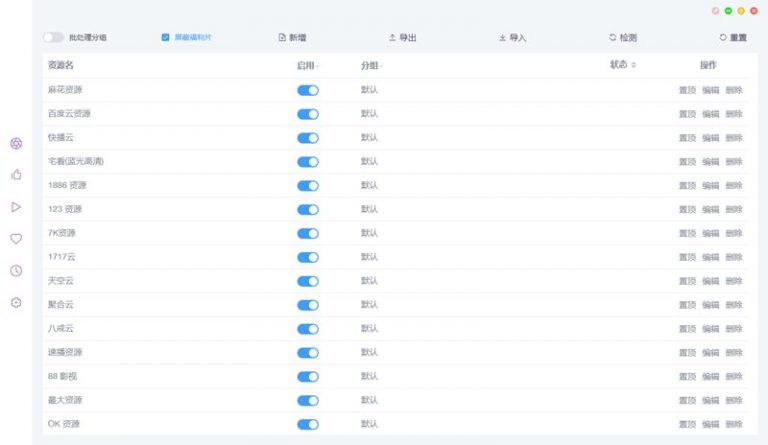 批处理分组 屏蔽福利片 新增 导出 导入 检测 重置
资源名 启用 分组 状态 操作
麻花资源 默认 置顶 编辑 删除
百度云资源 默认 置顶 编辑 删除
快播云 默认 置顶 编辑 删除
宅看(蓝光高清) 默认 置顶 编辑 删除
1886 资源 默认 置顶 编辑 删除
123 资源 默认 置顶 编辑 删除
7K资源 默认 置顶 编辑 删除
1717云 默认 置顶 编辑 删除
天空云 默认 置顶 编辑 删除
聚合云 默认 置顶 编辑 删除
八戒云 默认 置顶 编辑 删除
速播资源 默认 置顶 编辑 删除
88 影视 默认 置顶 编辑 删除
最大资源 默认 置顶 编辑 删除
OK 资源 默认 置顶 编辑 删除